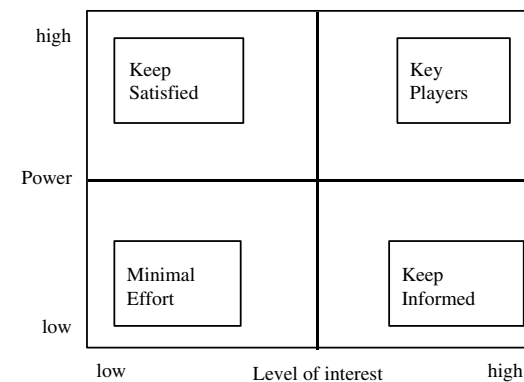 high
Keep
Satisfied
Key
Players
Power
Minimal
Effort
Keep
Informed
low
low
Level of interest
high